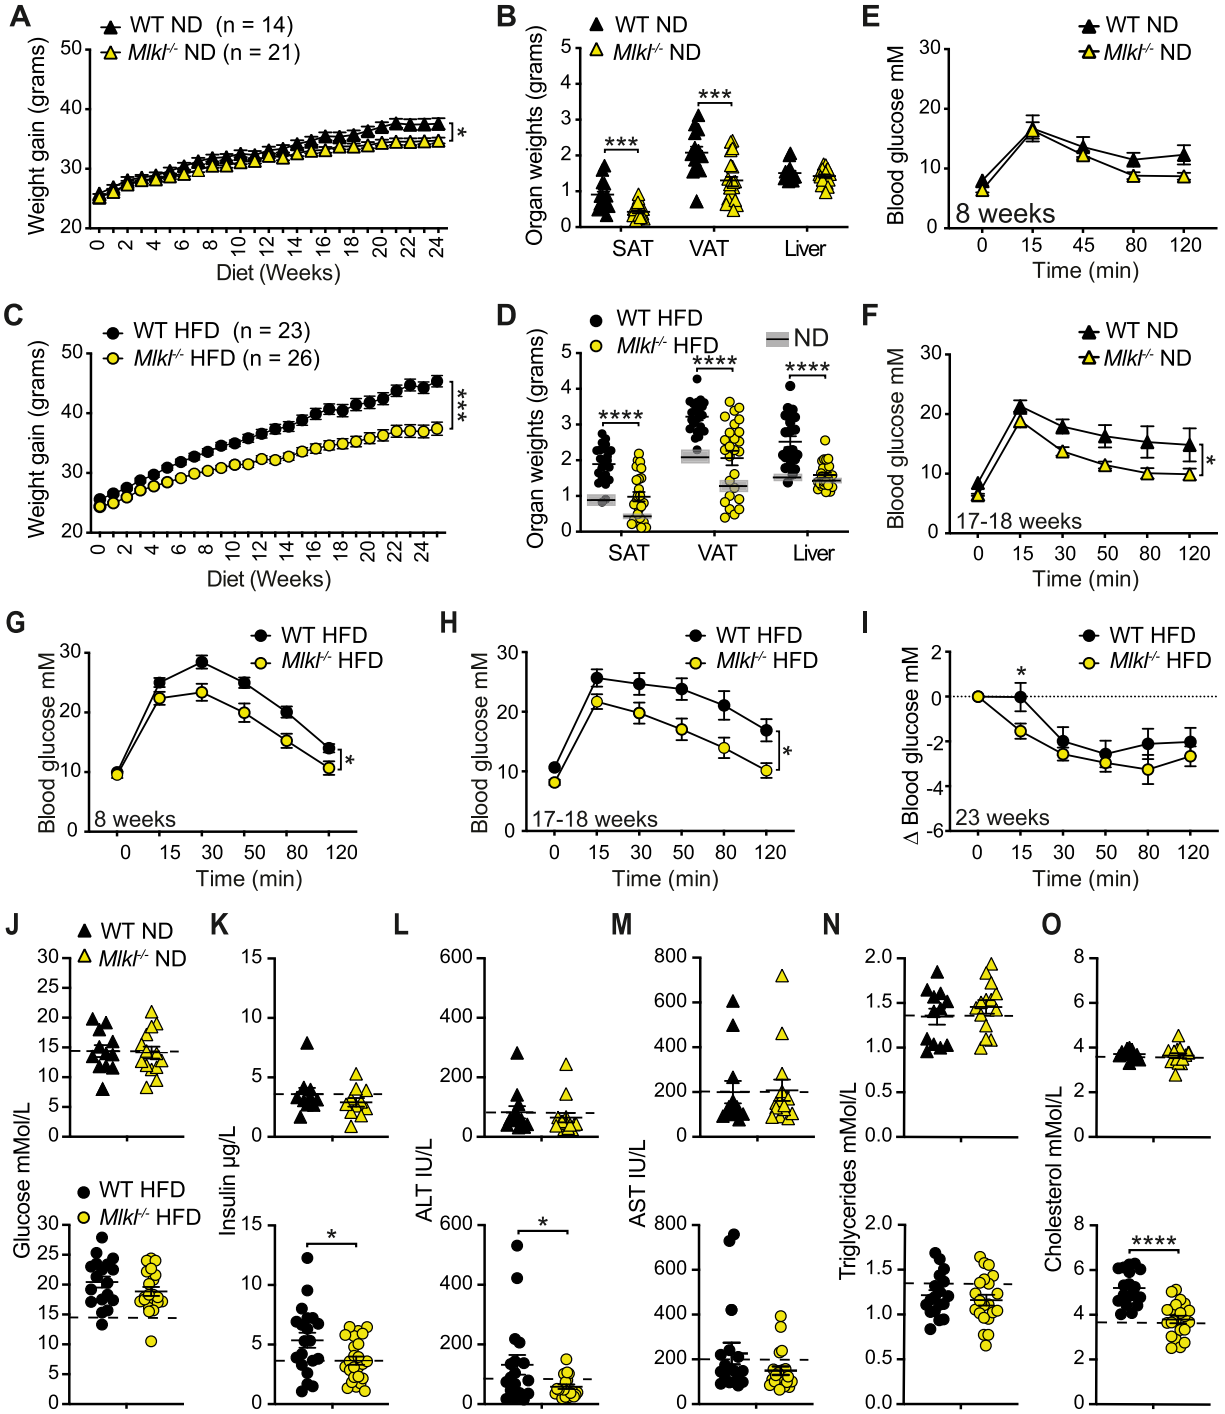 A
WT ND (n = 14)
Mlkl-/- ND (n = 21)
Weight gain (grams)
50
40
30
20
0 2 4 6 8 10 12 14 16 18 20 22 24
Diet (Weeks)
B
WT ND
Mlkl-/- ND
Organ weights (grams)
5
4
3
2
1
0
***
***
SAT VAT Liver
E
WT ND
Mlkl-/- ND
Blood glucose mM
30
20
10
0
8 weeks
0 15 45 80 120
Time (min)
C
WT HFD (n = 23)
Mlkl-/- HFD (n = 26)
Weight gain (grams)
50
40
30
20
***
0 2 4 6 8 10 12 14 16 18 20 22 24
Diet (Weeks)
*
D
WT HFD
Mlkl-/- HFD
ND
Organ weights (grams)
5
4
3
2
1
0
****
****
****
SAT VAT Liver
F
WT ND
Mlkl-/- ND
Blood glucose mM
30
20
10
0
*
17-18 weeks
0 15 30 50 80 120
Time (min)
G
WT HFD
Mlkl-/- HFD
Blood glucose mM
30
20
10
0
*
8 weeks
0 15 30 50 80 120
Time (min)
H
WT HFD
Mlkl-/- HFD
Blood glucose mM
30
20
10
0
*
17-18 weeks
0 15 30 50 80 120
Time (min)
I
WT HFD
Mlkl-/- HFD
Δ Blood glucose mM
2
0
-2
-4
-6
*
23 weeks
0 15 30 50 80 120
Time (min)
J
WT ND
Mlkl-/- ND
30
25
20
15
10
5
0
Glucose mMol/L
WT HFD
Mlkl-/- HFD
30
25
20
15
10
5
0
K
15
10
5
0
Insulin µg/L
15
10
5
0
*
L
600
400
200
0
ALT IU/L
600
400
200
0
*
M
800
600
400
200
0
AST IU/L
800
600
400
200
0
N
2.0
1.5
1.0
0.5
0.0
Triglycerides mMol/L
2.0
1.5
1.0
0.5
0.0
O
8
6
4
2
0
Cholesterol mMol/L
8
6
4
2
0
****